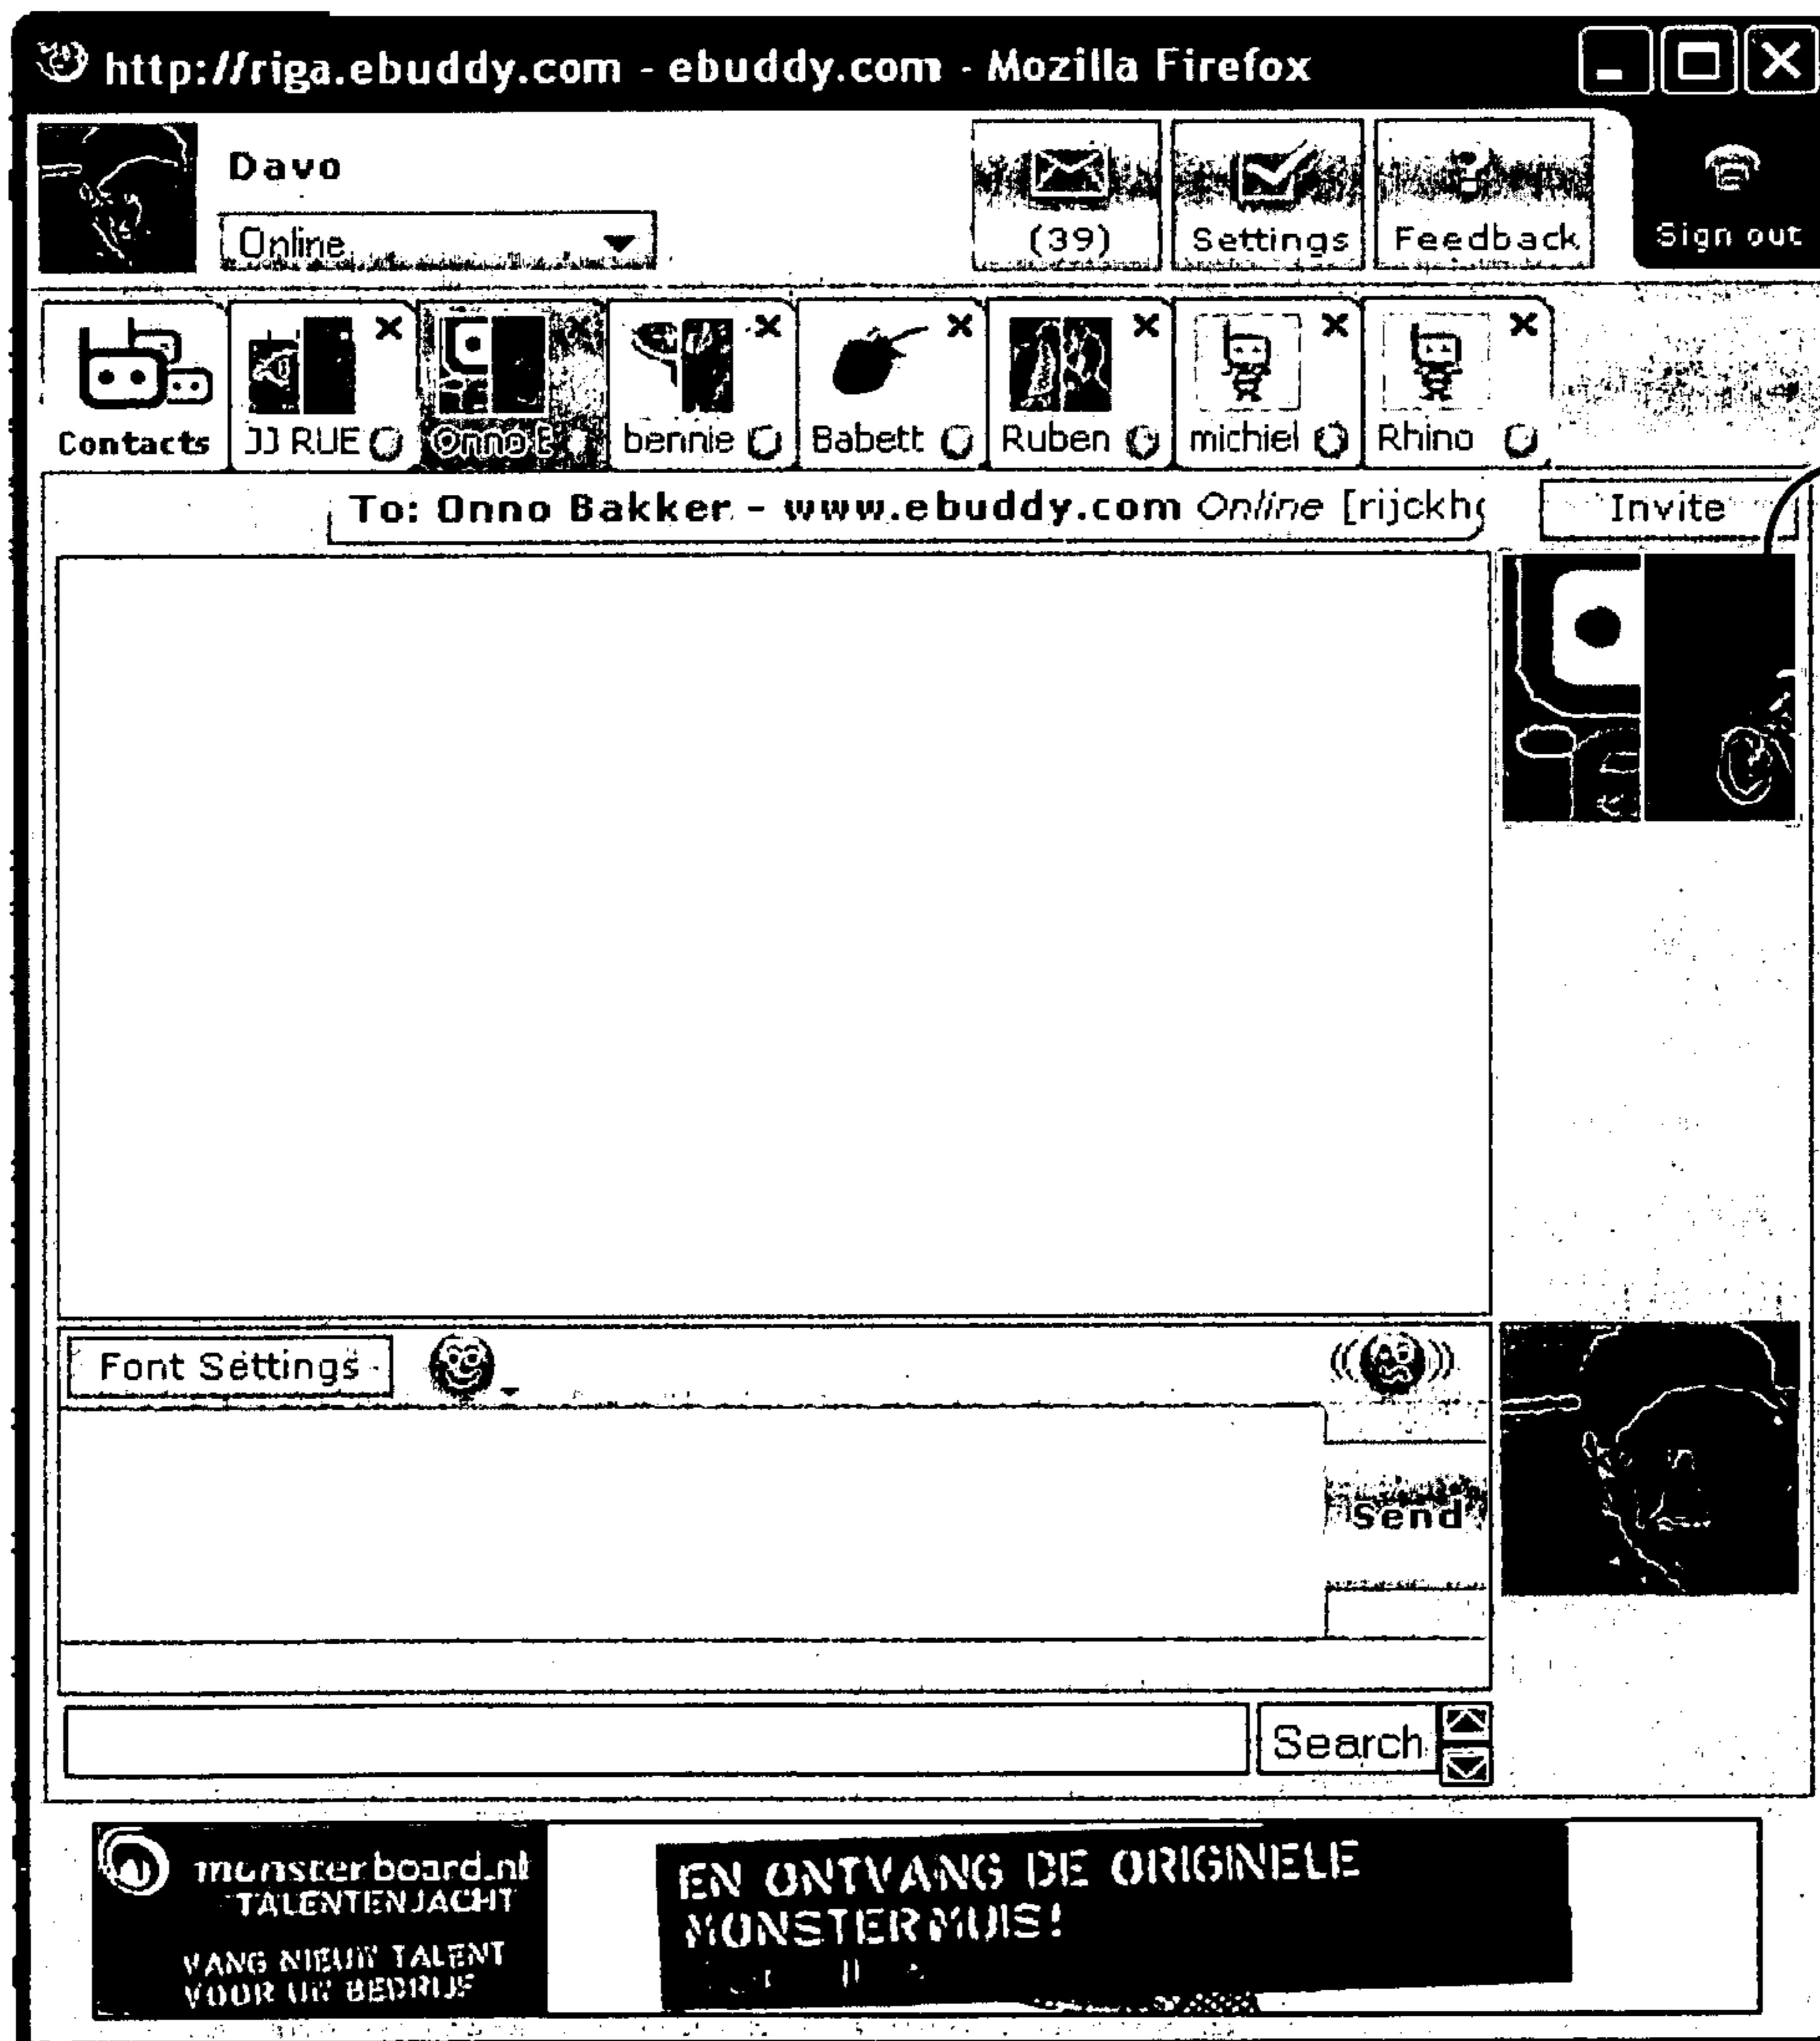 http://riga.ebuddy.com - ebuddy.com - Mozilla Firefox
Davo
Online
(39)
Settings
Feedback
Sign out
Contacts
JJ RUE
Onno B
bennie
Babett
Ruben
michiel
Rhino
To: Onno Bakker - www.ebuddy.com Online [rijckho
Invite
Font Settings
Send
Search
monsterboard.nl
TALENTENJACHT
VANG NIEUW TALENT
VOOR UW BEDRIJF
EN ONTVANG DE ORIGINELE
MONSTERMUIS!